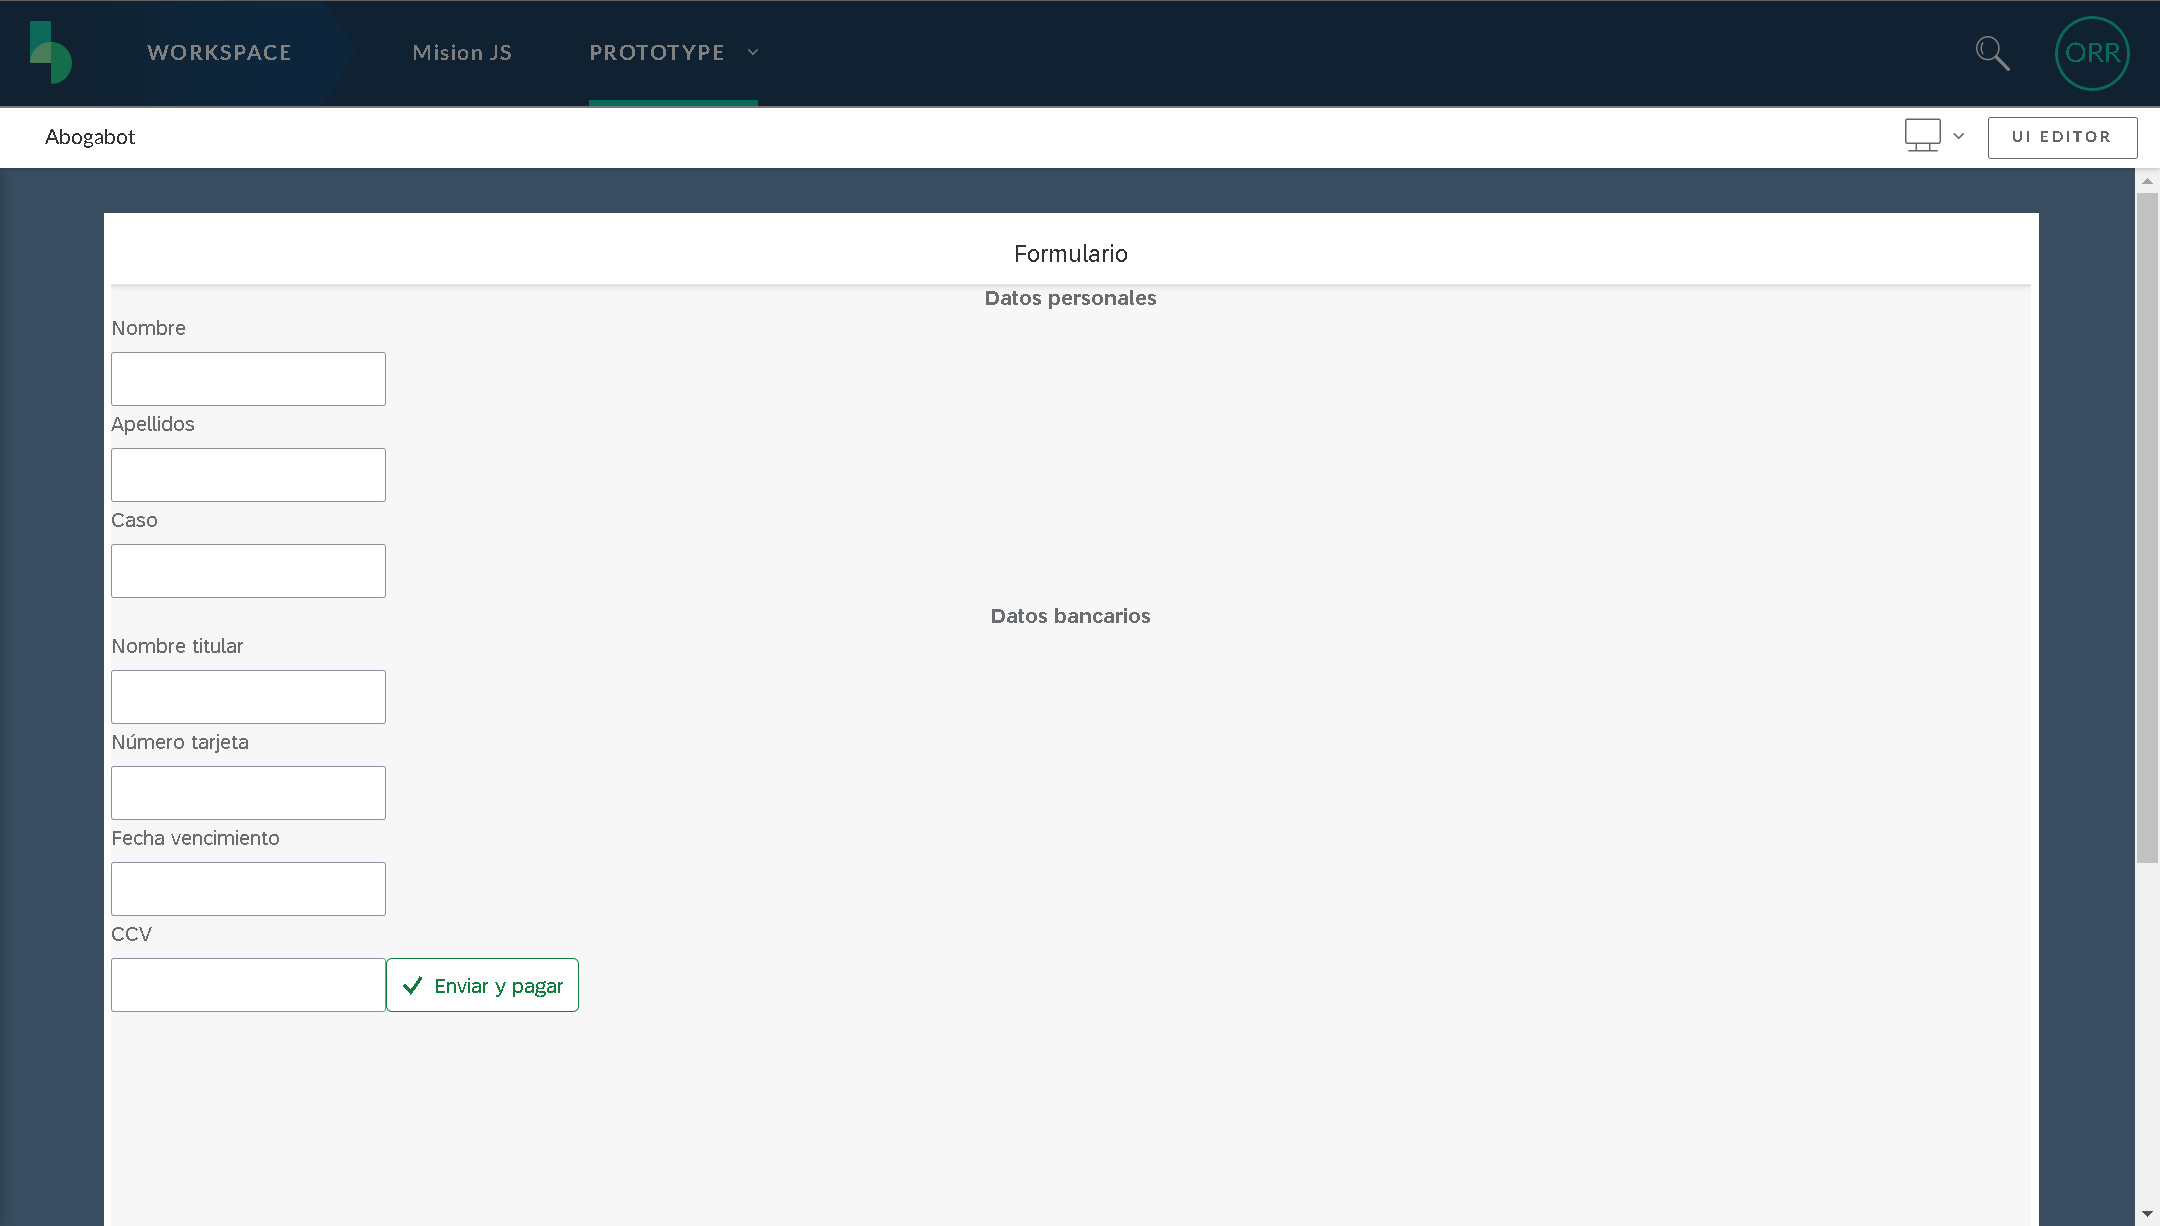 WORKSPACE Mision JS PROTOTYPE ORR
Abogabot UI EDITOR
Formulario
Datos personales
Nombre
Apellidos
Caso
Datos bancarios
Nombre titular
Número tarjeta
Fecha vencimiento
CCV
Enviar y pagar